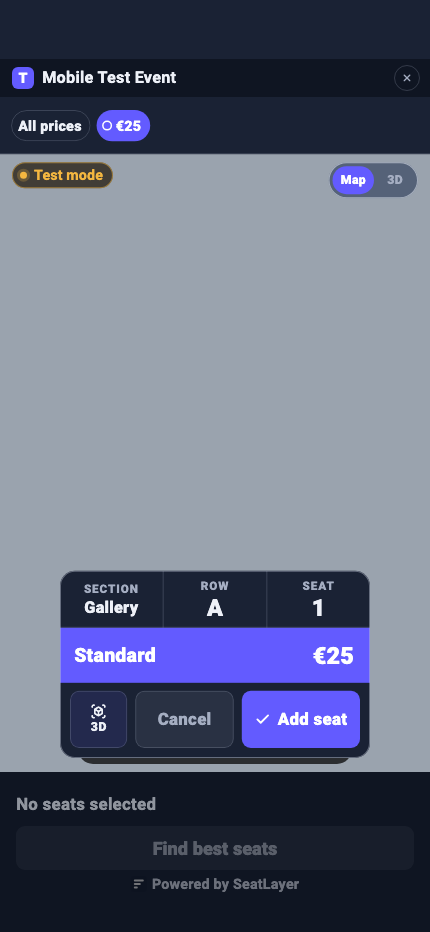 T Mobile Test Event
All prices €25
Test mode
Map 3D
SECTION ROW SEAT
Gallery A 1
Standard €25
3D Cancel Add seat
No seats selected
Find best seats
Powered by SeatLayer